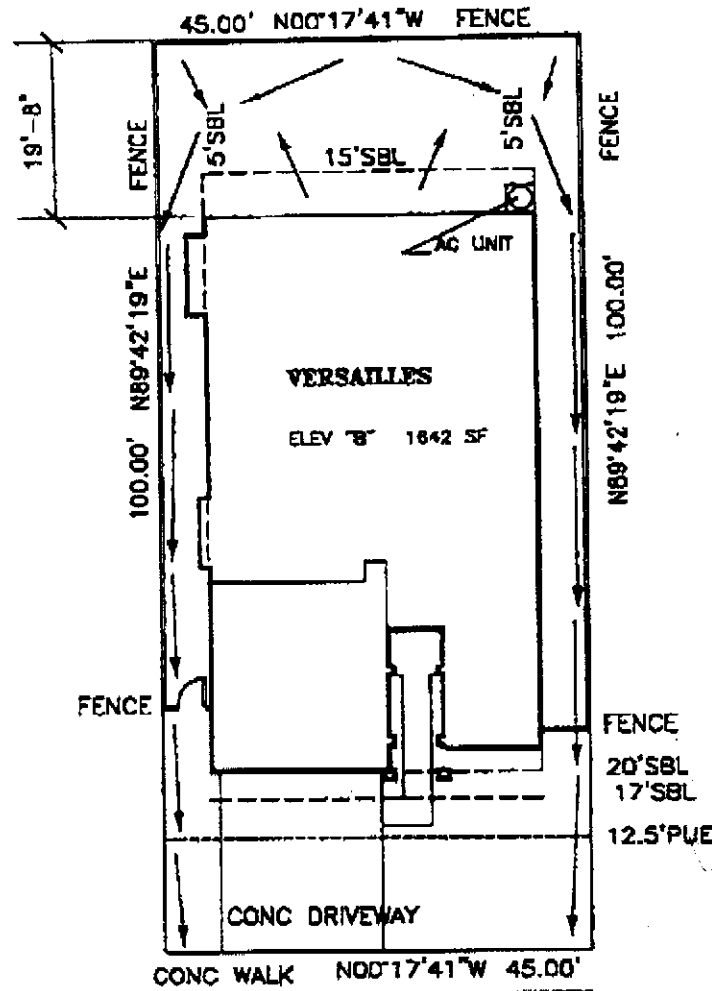 45.00' N00°17'41"W FENCE
19'-8"
FENCE
5'SBL
15'SBL
5'SBL
FENCE
AC UNIT
100.00' N89°42'19"E
VERSAILLES
ELEV "B" 1642 SF
N89°42'19"E 100.00'
FENCE
FENCE
20'SBL
17'SBL
12.5'PUE
CONC DRIVEWAY
CONC WALK N00°17'41"W 45.00'